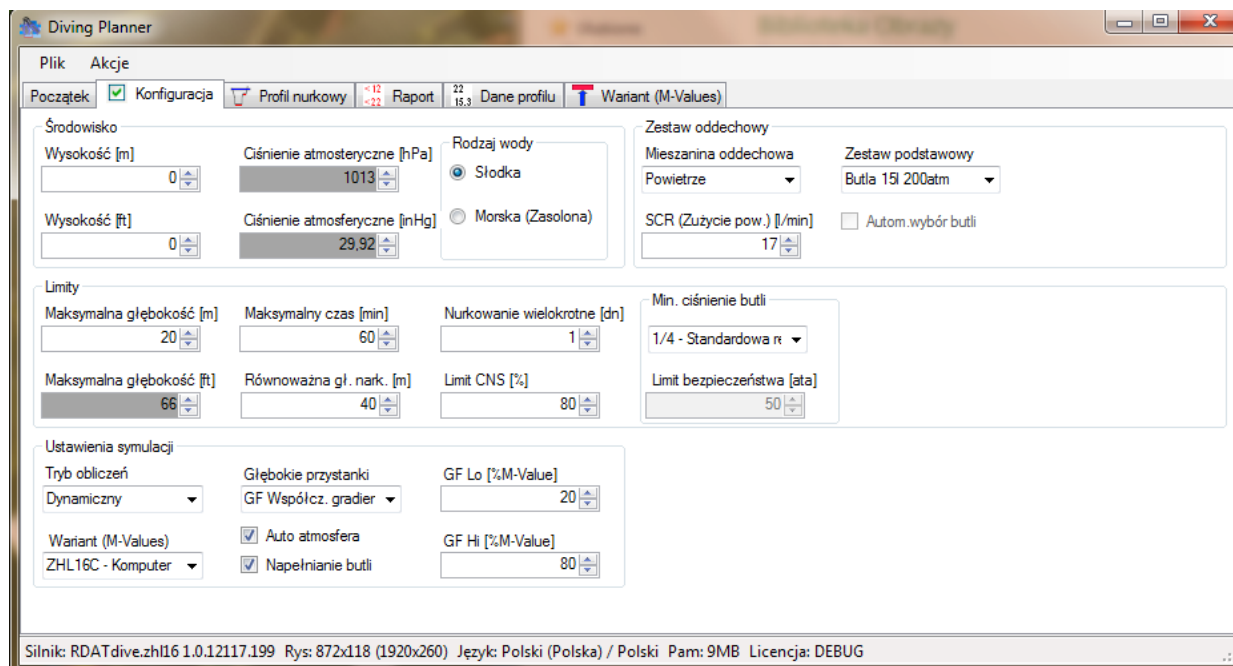 Diving Planner
Plik Akcje
Początek Konfiguracja Profil nurkowy <12 <22 Raport 22 15.3 Dane profilu Wariant (M-Values)
Środowisko
Wysokość [m]
0
Ciśnienie atmosteryczne [hPa]
1013
Wysokość [ft]
0
Ciśnienie atmosferyczne [inHg]
29,92
Rodzaj wody
Słodka
Morska (Zasolona)
Zestaw oddechowy
Mieszanina oddechowa
Powietrze
Zestaw podstawowy
Butla 15l 200atm
SCR (Zużycie pow.) [l/min]
17
Autom.wybór butli
Limity
Maksymalna głębokość [m]
20
Maksymalny czas [min]
60
Nurkowanie wielokrotne [dn]
1
Maksymalna głębokość [ft]
66
Równoważna gł. nark. [m]
40
Limit CNS [%]
80
Min. ciśnienie butli
1/4 - Standardowa re
Limit bezpieczeństwa [ata]
50
Ustawienia symulacji
Tryb obliczeń
Dynamiczny
Głębokie przystanki
GF Współcz. gradier
GF Lo [%M-Value]
20
Wariant (M-Values)
ZHL16C - Komputer
Auto atmosfera
Napełnianie butli
GF Hi [%M-Value]
80
Silnik: RDATdive.zhl16 1.0.12117.199 Rys: 872x118 (1920x260) Język: Polski (Polska) / Polski Pam: 9MB Licencja: DEBUG